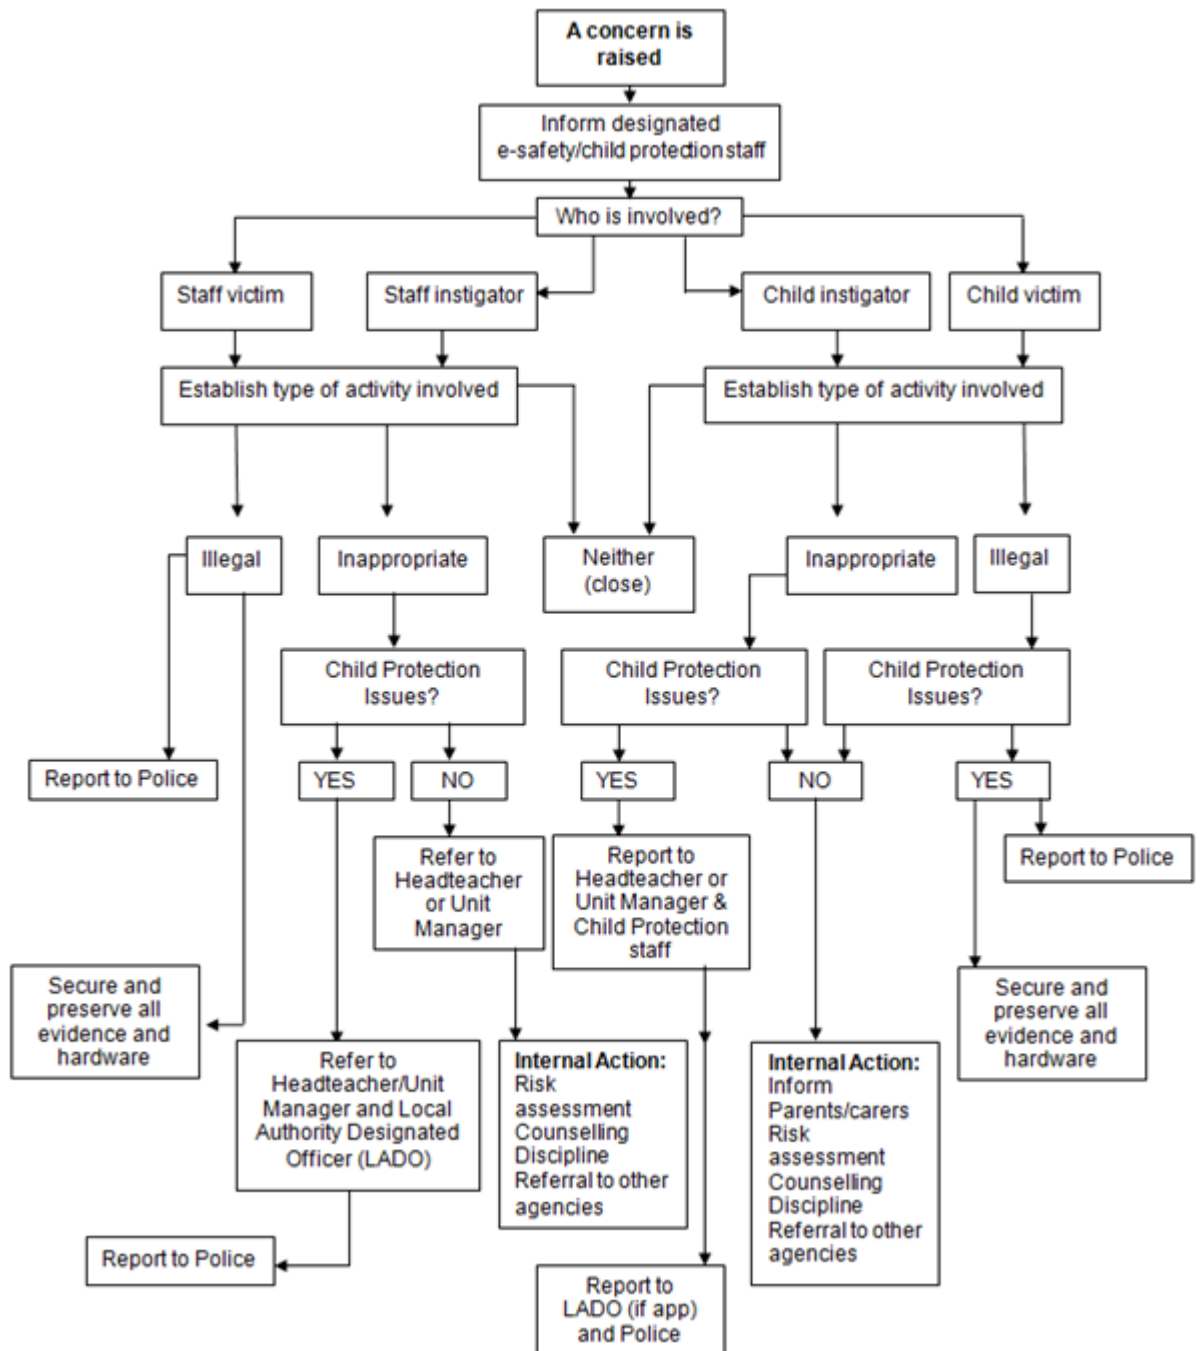 A concern is
raised
Inform designated
e-safety/child protection staff
Who is involved?
Staff victim
Staff instigator
Child instigator
Child victim
Establish type of activity involved
Establish type of activity involved
Illegal
Inappropriate
Neither
(close)
Inappropriate
Illegal
Child Protection
Issues?
Child Protection
Issues?
Child Protection
Issues?
Report to Police
YES
NO
YES
NO
YES
Refer to
Headteacher
or Unit
Manager
Report to
Headteacher or
Unit Manager &
Child Protection
staff
Report to Police
Secure and
preserve all
evidence and
hardware
Secure and
preserve all
evidence and
hardware
Refer to
Headteacher/Unit
Manager and Local
Authority Designated
Officer (LADO)
Internal Action:
Risk
assessment
Counselling
Discipline
Referral to other
agencies
Internal Action:
Inform
Parents/carers
Risk
assessment
Counselling
Discipline
Referral to other
agencies
Report to Police
Report to
LADO (if app)
and Police